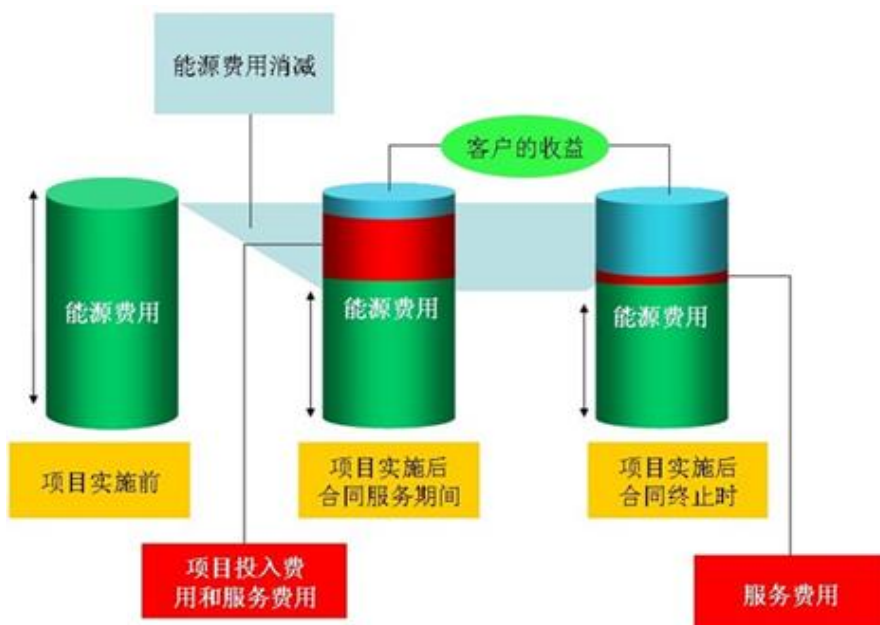 能源费用消减
客户的收益
能源费用
能源费用
能源费用
项目实施前
项目实施后
合同服务期间
项目实施后
合同终止时
项目投入费
用和服务费用
服务费用